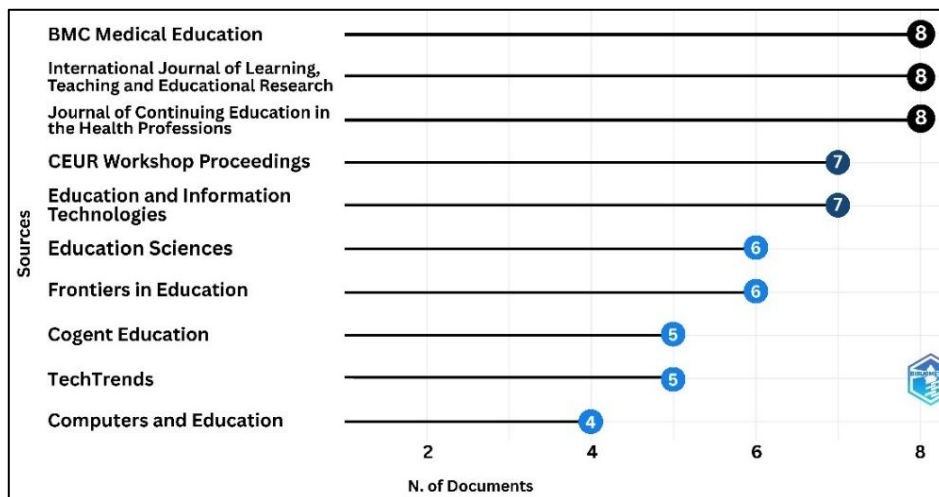 BMC Medical Education
8
International Journal of Learning,
Teaching and Educational Research
8
Journal of Continuing Education in
the Health Professions
8
CEUR Workshop Proceedings
7
Education and Information
Technologies
7
Education Sciences
6
Frontiers in Education
6
Cogent Education
5
TechTrends
5
Computers and Education
4
Sources
2
4
6
8
N. of Documents